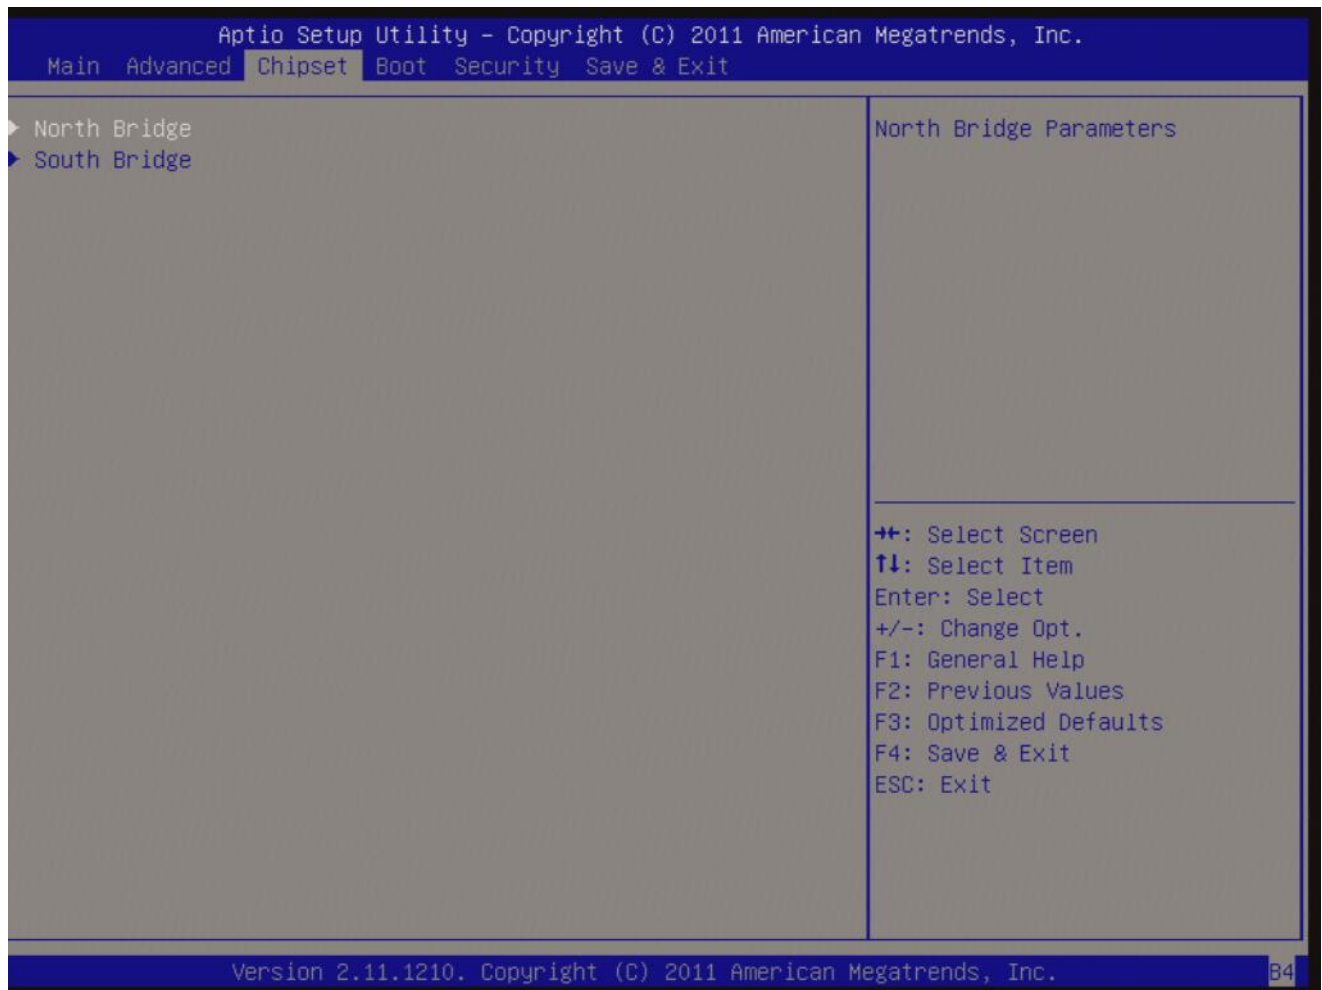 Aptio Setup Utility – Copyright (C) 2011 American Megatrends, Inc.
Main Advanced Chipset Boot Security Save & Exit
▶ North Bridge
▶ South Bridge
North Bridge Parameters
→←: Select Screen
↑↓: Select Item
Enter: Select
+/-: Change Opt.
F1: General Help
F2: Previous Values
F3: Optimized Defaults
F4: Save & Exit
ESC: Exit
Version 2.11.1210. Copyright (C) 2011 American Megatrends, Inc.
B4